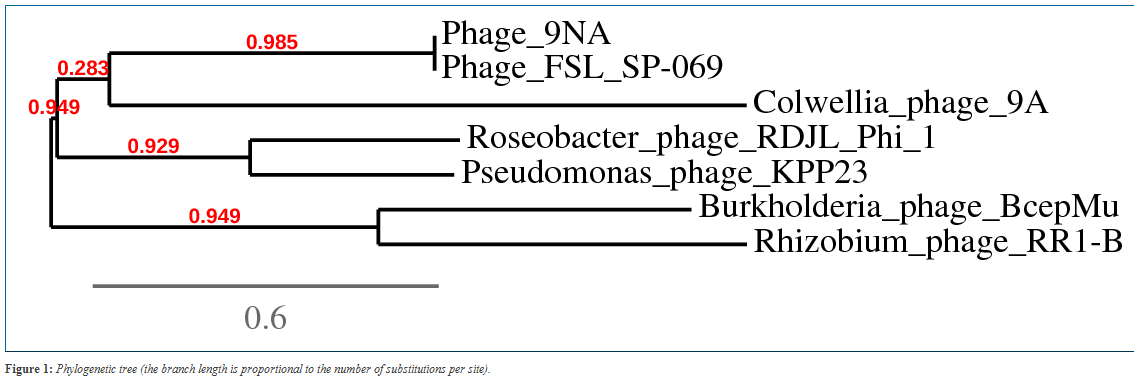 Phage_9NA
0.985
Phage_FSL_SP-069
0.283
Colwellia_phage_9A
0.949
Roseobacter_phage_RDJL_Phi_1
0.929
Pseudomonas_phage_KPP23
Burkholderia_phage_BcepMu
0.949
Rhizobium_phage_RR1-B
0.6
Figure 1: Phylogenetic tree (the branch length is proportional to the number of substitutions per site).